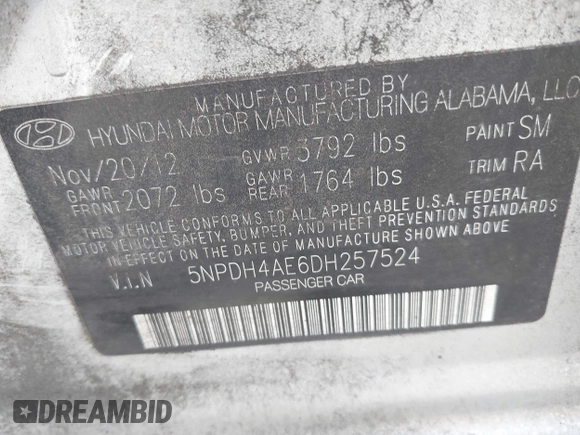 MANUFACTURED BY
HYUNDAI MOTOR MANUFACTURING ALABAMA, LLC
Nov/20/12 GVWR 3792 lbs PAINT SM
GAWR FRONT 2072 lbs GAWR REAR 1764 lbs TRIM RA
THIS VEHICLE CONFORMS TO ALL APPLICABLE U.S.A. FEDERAL
MOTOR VEHICLE SAFETY, BUMPER, AND THEFT PREVENTION STANDARDS
IN EFFECT ON THE DATE OF MANUFACTURE SHOWN ABOVE
V.I.N 5NPDH4AE6DH257524
PASSENGER CAR
DREAMBID